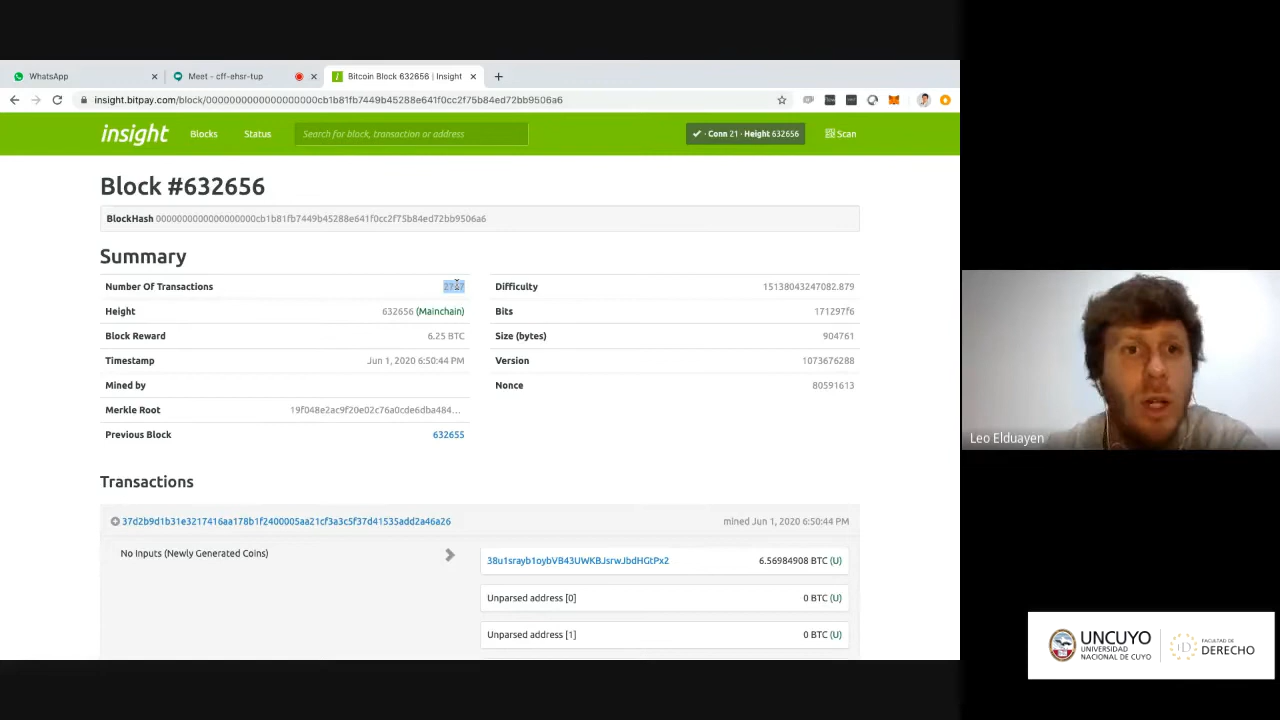 WhatsApp
Meet - cff-ehsr-tup
Bitcoin Block 632656 | Insight
insight.bitpay.com/block/0000000000000000000cb1b81fb7449b45288e641f0cc2f75b84ed72bb9506a6
insight
Blocks
Status
Search for block, transaction or address
· Conn 21 · Height 632656
Scan
Block #632656
BlockHash 0000000000000000000cb1b81fb7449b45288e641f0cc2f75b84ed72bb9506a6
Summary
Number Of Transactions
Height 632656 (Mainchain)
Block Reward 6.25 BTC
Timestamp Jun 1, 2020 6:50:44 PM
Mined by
Merkle Root 19f048e2ac9f20e02c76a0cde6dba484...
Previous Block 632655
Difficulty 15138043247082.879
Bits 171297f6
Size (bytes) 904761
Version 1073676288
Nonce 80591613
Transactions
37d2b9d1b31e3217416aa178b1f2400005aa21cf3a3c5f37d41535add2a46a26 mined Jun 1, 2020 6:50:44 PM
No Inputs (Newly Generated Coins)
38u1srayb1oybVB43UWKBJsrwJbdHGtPx2 6.56984908 BTC (U)
Unparsed address [0] 0 BTC (U)
Unparsed address [1] 0 BTC (U)
Leo Elduayen
UNCUYO
UNIVERSIDAD
NACIONAL DE CUYO
FACULTAD DE
DERECHO